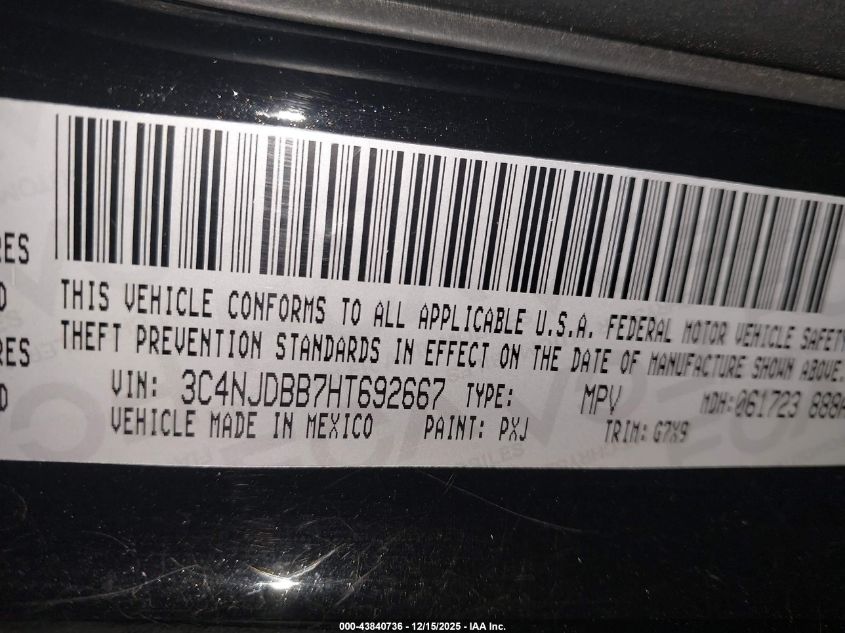 RES
THIS VEHICLE CONFORMS TO ALL APPLICABLE U.S.A. FEDERAL MOTOR VEHICLE SAFETY
THEFT PREVENTION STANDARDS IN EFFECT ON THE DATE OF MANUFACTURE SHOWN ABOVE.
RES
VIN: 3C4NJDBB7HT692667 TYPE: MPV MDH: 061723 888A
VEHICLE MADE IN MEXICO PAINT: PXJ TRIM: G7X9
000-43840736 - 12/15/2025 - IAA Inc.